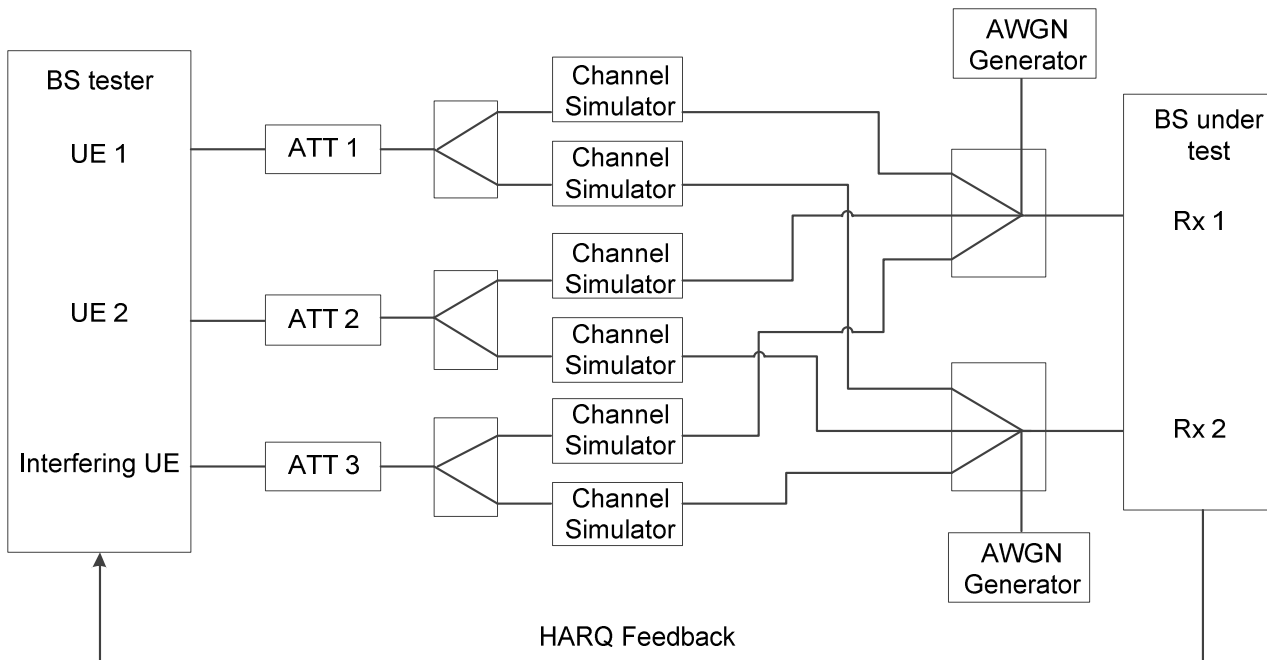 BS tester
UE 1
UE 2
Interfering UE
ATT 1
ATT 2
ATT 3
Channel
Simulator
Channel
Simulator
Channel
Simulator
Channel
Simulator
Channel
Simulator
Channel
Simulator
AWGN
Generator
AWGN
Generator
BS under
test
Rx 1
Rx 2
HARQ Feedback